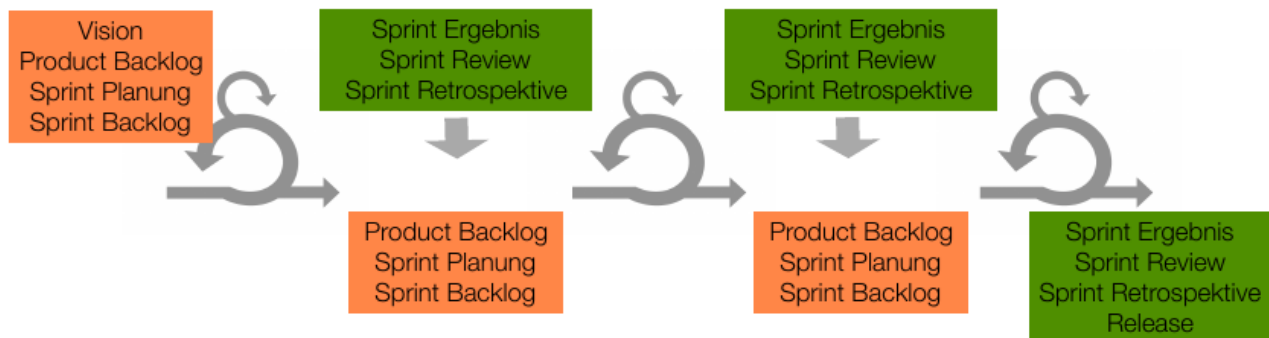 Vision
Product Backlog
Sprint Planung
Sprint Backlog
Sprint Ergebnis
Sprint Review
Sprint Retrospektive
Product Backlog
Sprint Planung
Sprint Backlog
Sprint Ergebnis
Sprint Review
Sprint Retrospektive
Product Backlog
Sprint Planung
Sprint Backlog
Sprint Ergebnis
Sprint Review
Sprint Retrospektive
Release